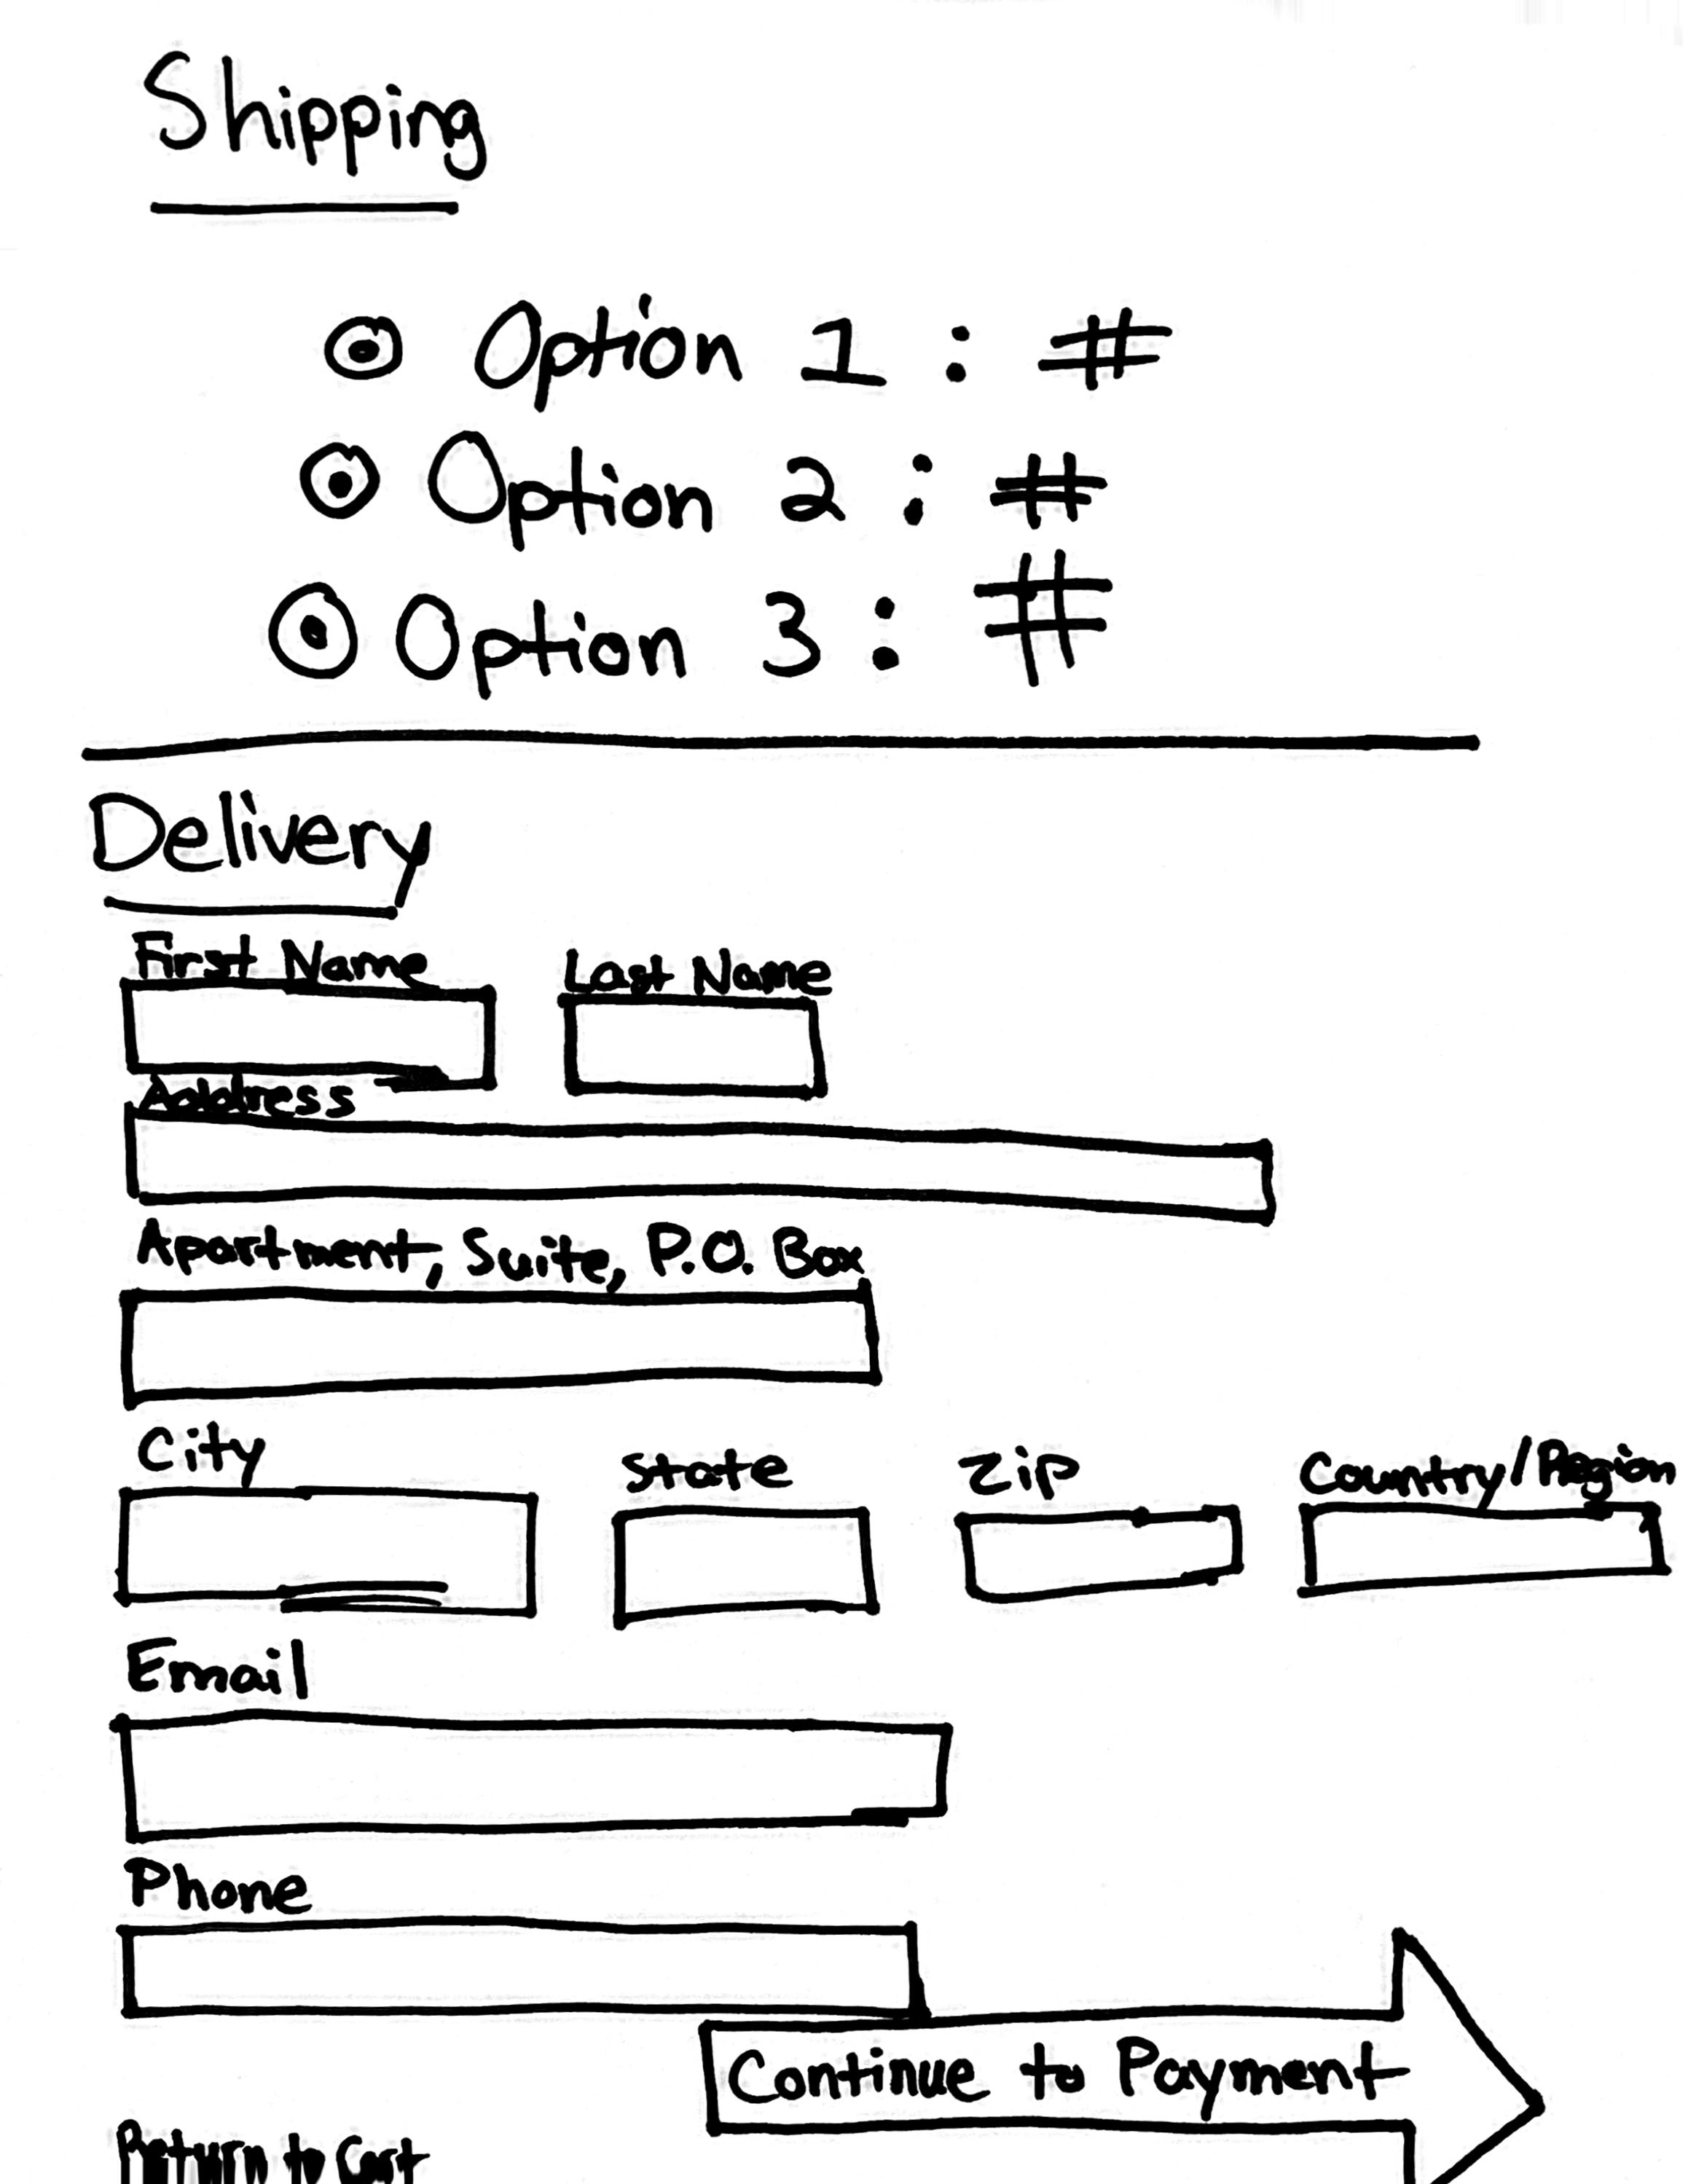 Shipping
Option 1 : #
Option 2 : #
Option 3 : #
Delivery
First Name Last Name
Address
Apartment, Suite, P.O. Box
City State Zip Country/Region
Email
Phone
Continue to Payment
Return to Cart